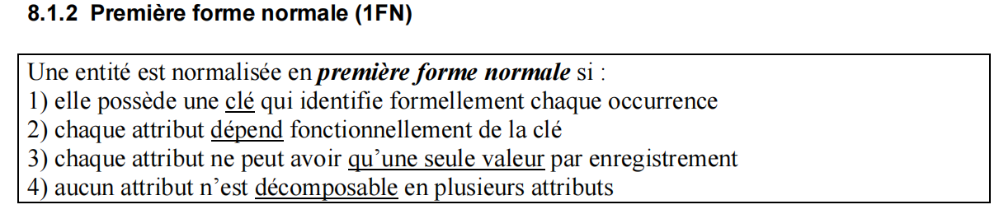 8.1.2 Première forme normale (1FN)
Une entité est normalisée en première forme normale si :
1) elle possède une clé qui identifie formellement chaque occurrence
2) chaque attribut dépend fonctionnellement de la clé
3) chaque attribut ne peut avoir qu’une seule valeur par enregistrement
4) aucun attribut n’est décomposable en plusieurs attributs